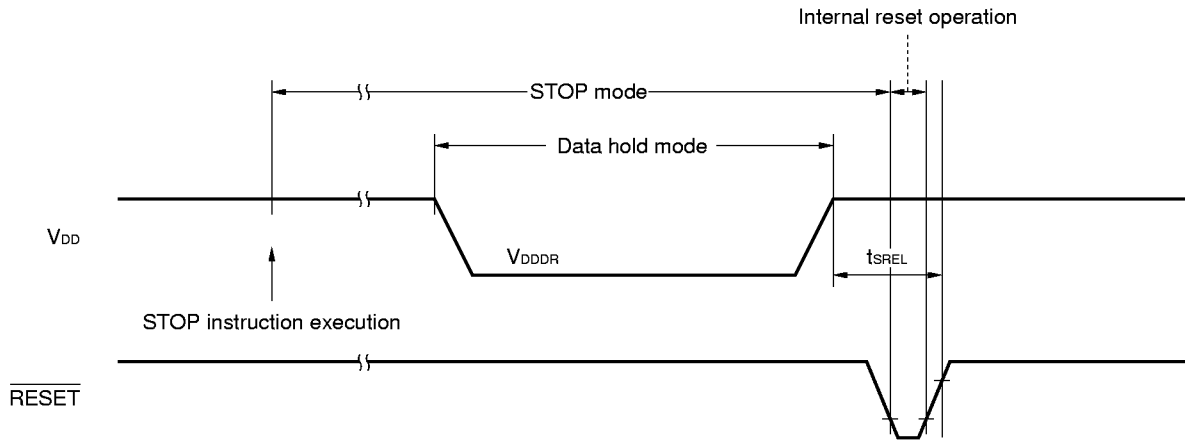 Internal reset operation
STOP mode
Data hold mode
VDD
VDDDR
tSREL
STOP instruction execution
RESET